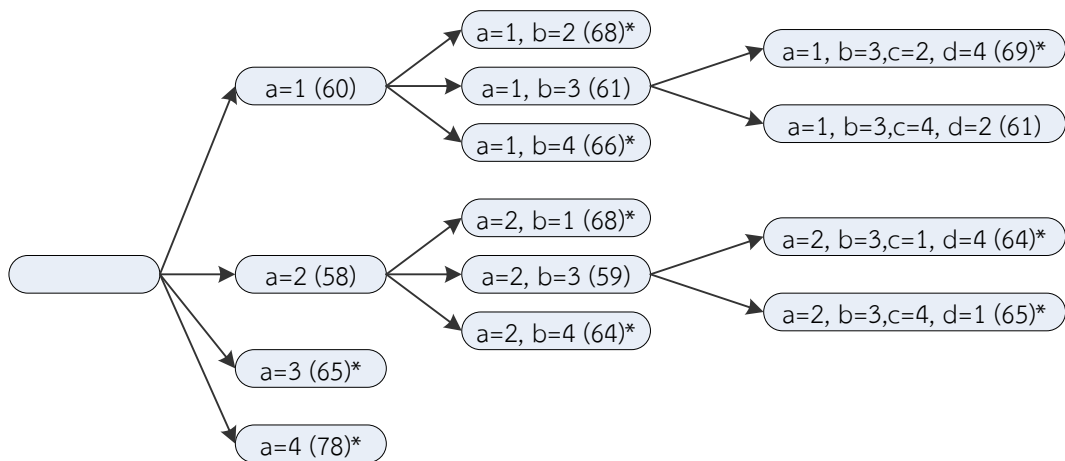 a=1, b=2 (68)*
a=1, b=3,c=2, d=4 (69)*
a=1 (60)
a=1, b=3 (61)
a=1, b=3,c=4, d=2 (61)
a=1, b=4 (66)*
a=2, b=1 (68)*
a=2, b=3,c=1, d=4 (64)*
a=2 (58)
a=2, b=3 (59)
a=2, b=3,c=4, d=1 (65)*
a=2, b=4 (64)*
a=3 (65)*
a=4 (78)*